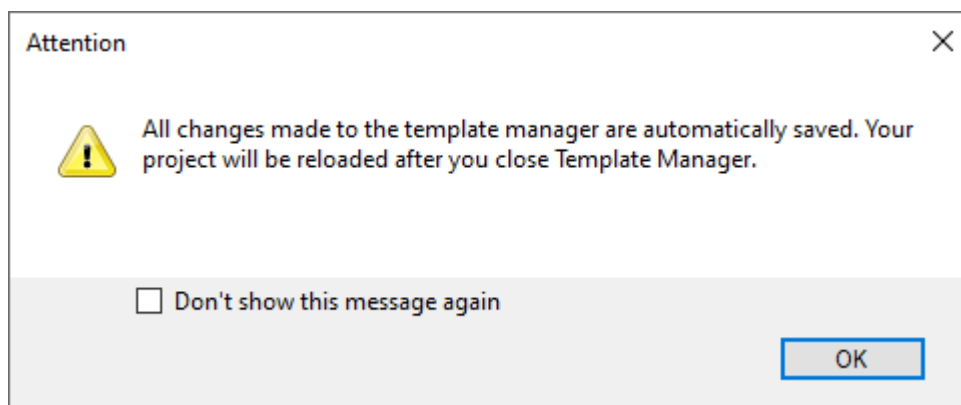 Attention
All changes made to the template manager are automatically saved. Your
project will be reloaded after you close Template Manager.
Don't show this message again
OK